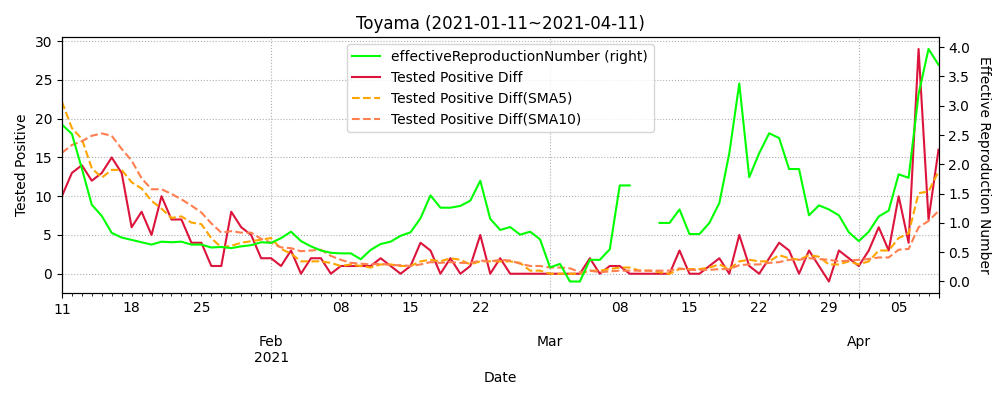 Toyama (2021-01-11~2021-04-11)
effectiveReproductionNumber (right)
Tested Positive Diff
Tested Positive Diff(SMA5)
Tested Positive Diff(SMA10)
Tested Positive
30
25
20
15
10
5
0
Effective Reproduction Number
4.0
3.5
3.0
2.5
2.0
1.5
1.0
0.5
0.0
11 18 25 08 15 22 08 15 22 29 05
Feb Mar Apr
2021
Date